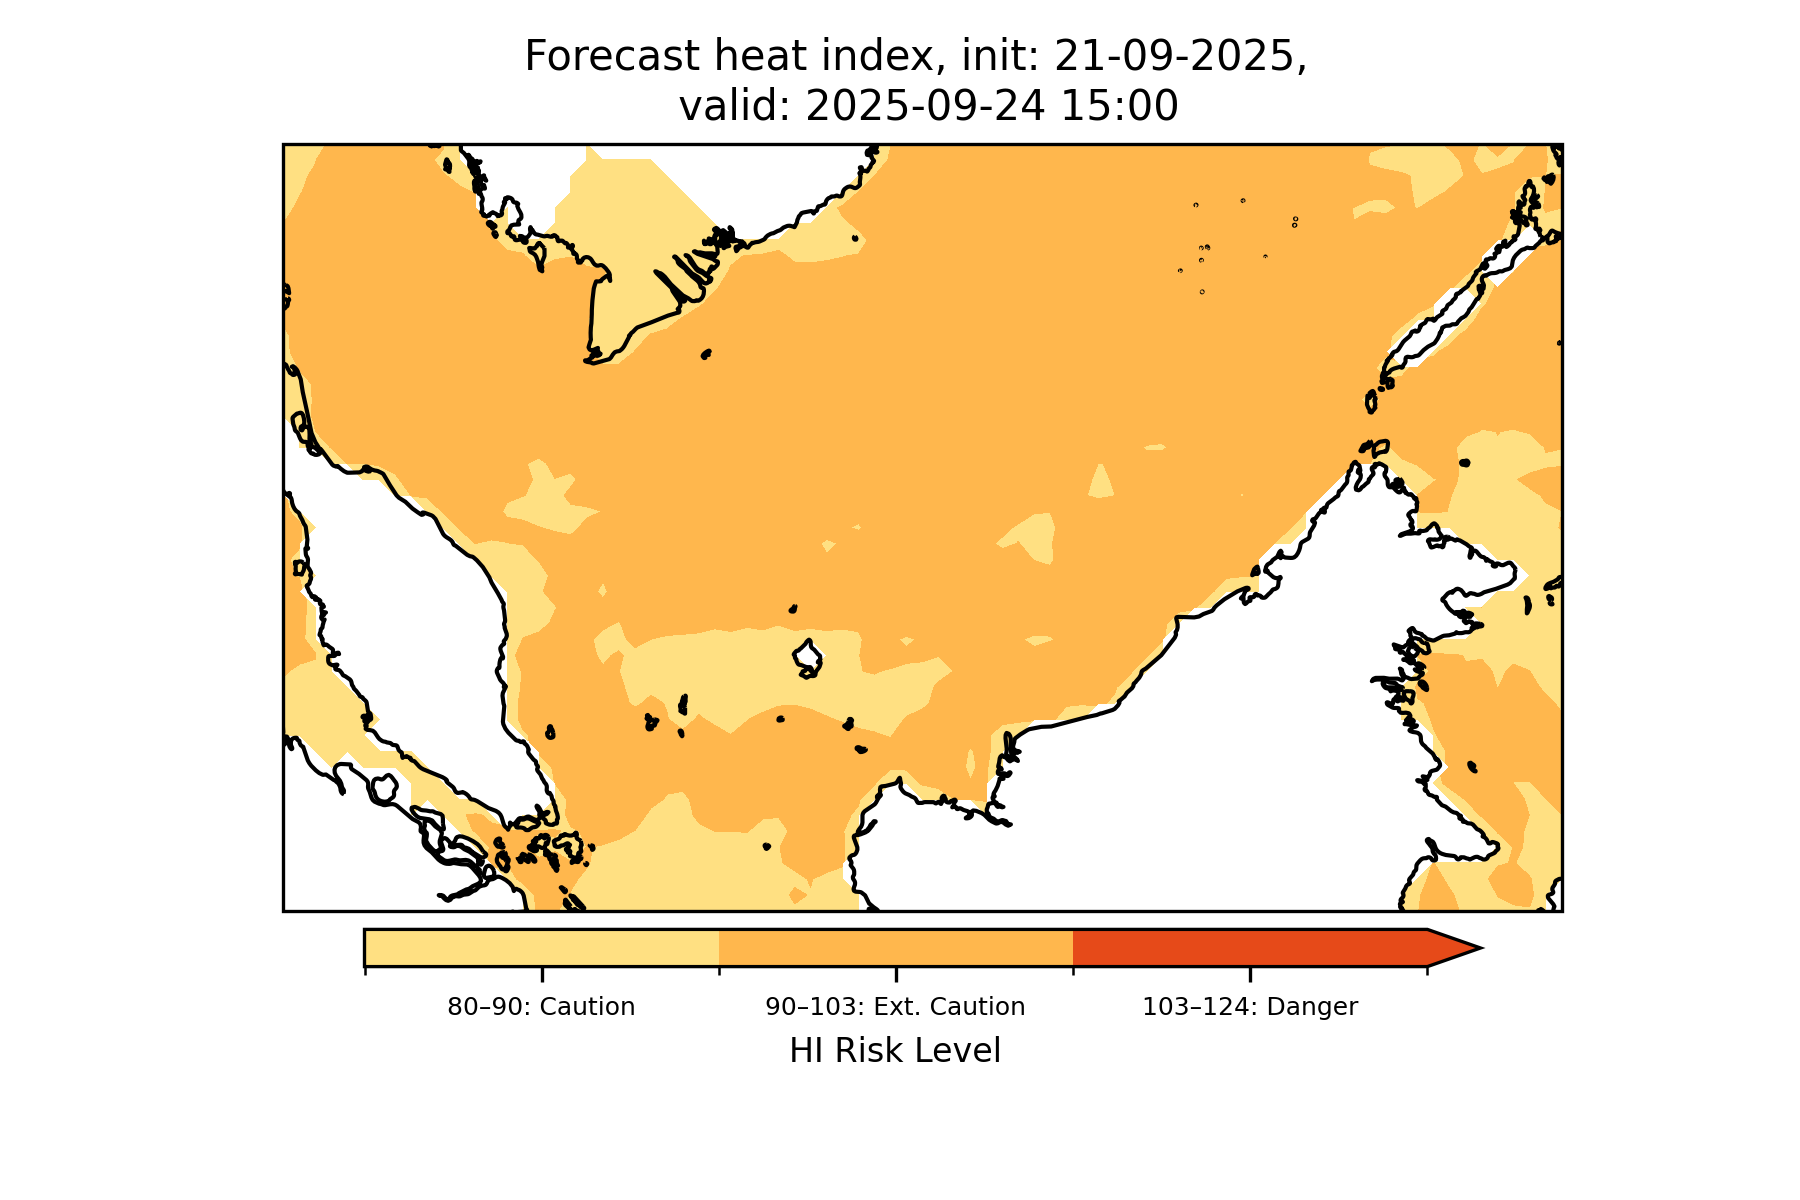 Forecast heat index, init: 21-09-2025,
valid: 2025-09-24 15:00
80–90: Caution
90–103: Ext. Caution
103–124: Danger
HI Risk Level